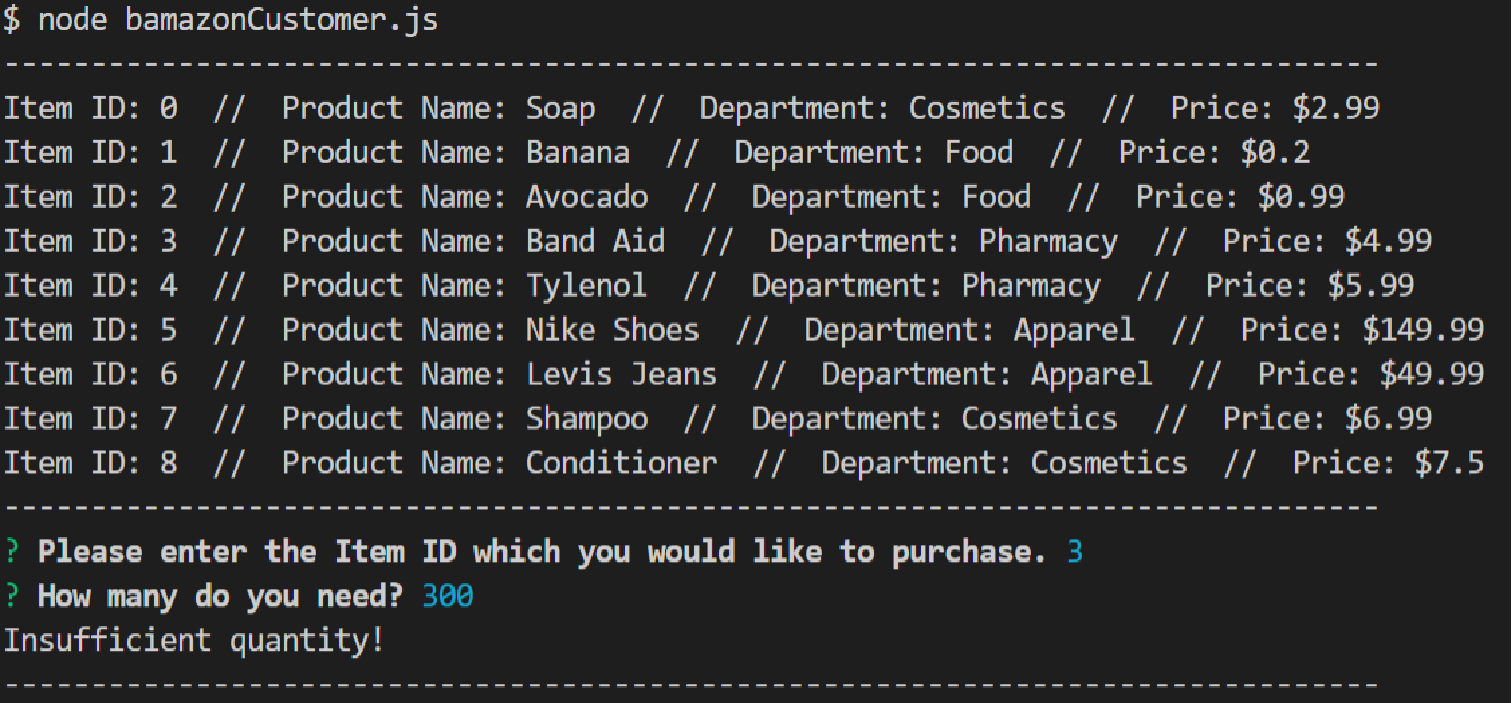 $ node bamazonCustomer.js
-------------------------------------------------------------------------------
Item ID: 0  //  Product Name: Soap  //  Department: Cosmetics  //  Price: $2.99
Item ID: 1  //  Product Name: Banana  //  Department: Food  //  Price: $0.2
Item ID: 2  //  Product Name: Avocado  //  Department: Food  //  Price: $0.99
Item ID: 3  //  Product Name: Band Aid  //  Department: Pharmacy  //  Price: $4.99
Item ID: 4  //  Product Name: Tylenol  //  Department: Pharmacy  //  Price: $5.99
Item ID: 5  //  Product Name: Nike Shoes  //  Department: Apparel  //  Price: $149.99
Item ID: 6  //  Product Name: Levis Jeans  //  Department: Apparel  //  Price: $49.99
Item ID: 7  //  Product Name: Shampoo  //  Department: Cosmetics  //  Price: $6.99
Item ID: 8  //  Product Name: Conditioner  //  Department: Cosmetics  //  Price: $7.5
-------------------------------------------------------------------------------
? Please enter the Item ID which you would like to purchase. 3
? How many do you need? 300
Insufficient quantity!
-------------------------------------------------------------------------------